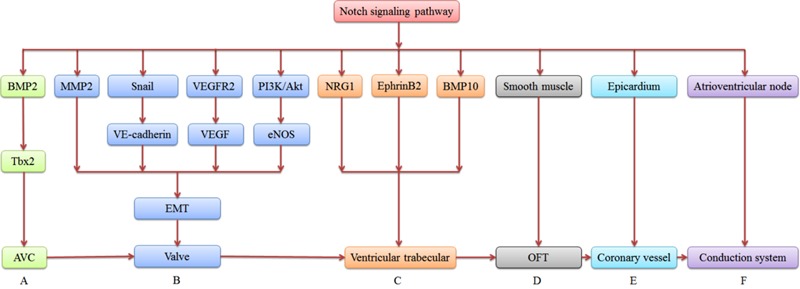 Notch signaling pathway
BMP2 MMP2 Snail VEGFR2 PI3K/Akt NRG1 EphrinB2 BMP10 Smooth muscle Epicardium Atrioventricular node
VE-cadherin VEGF eNOS
Tbx2
EMT
AVC Valve Ventricular trabecular OFT Coronary vessel Conduction system
A B C D E F